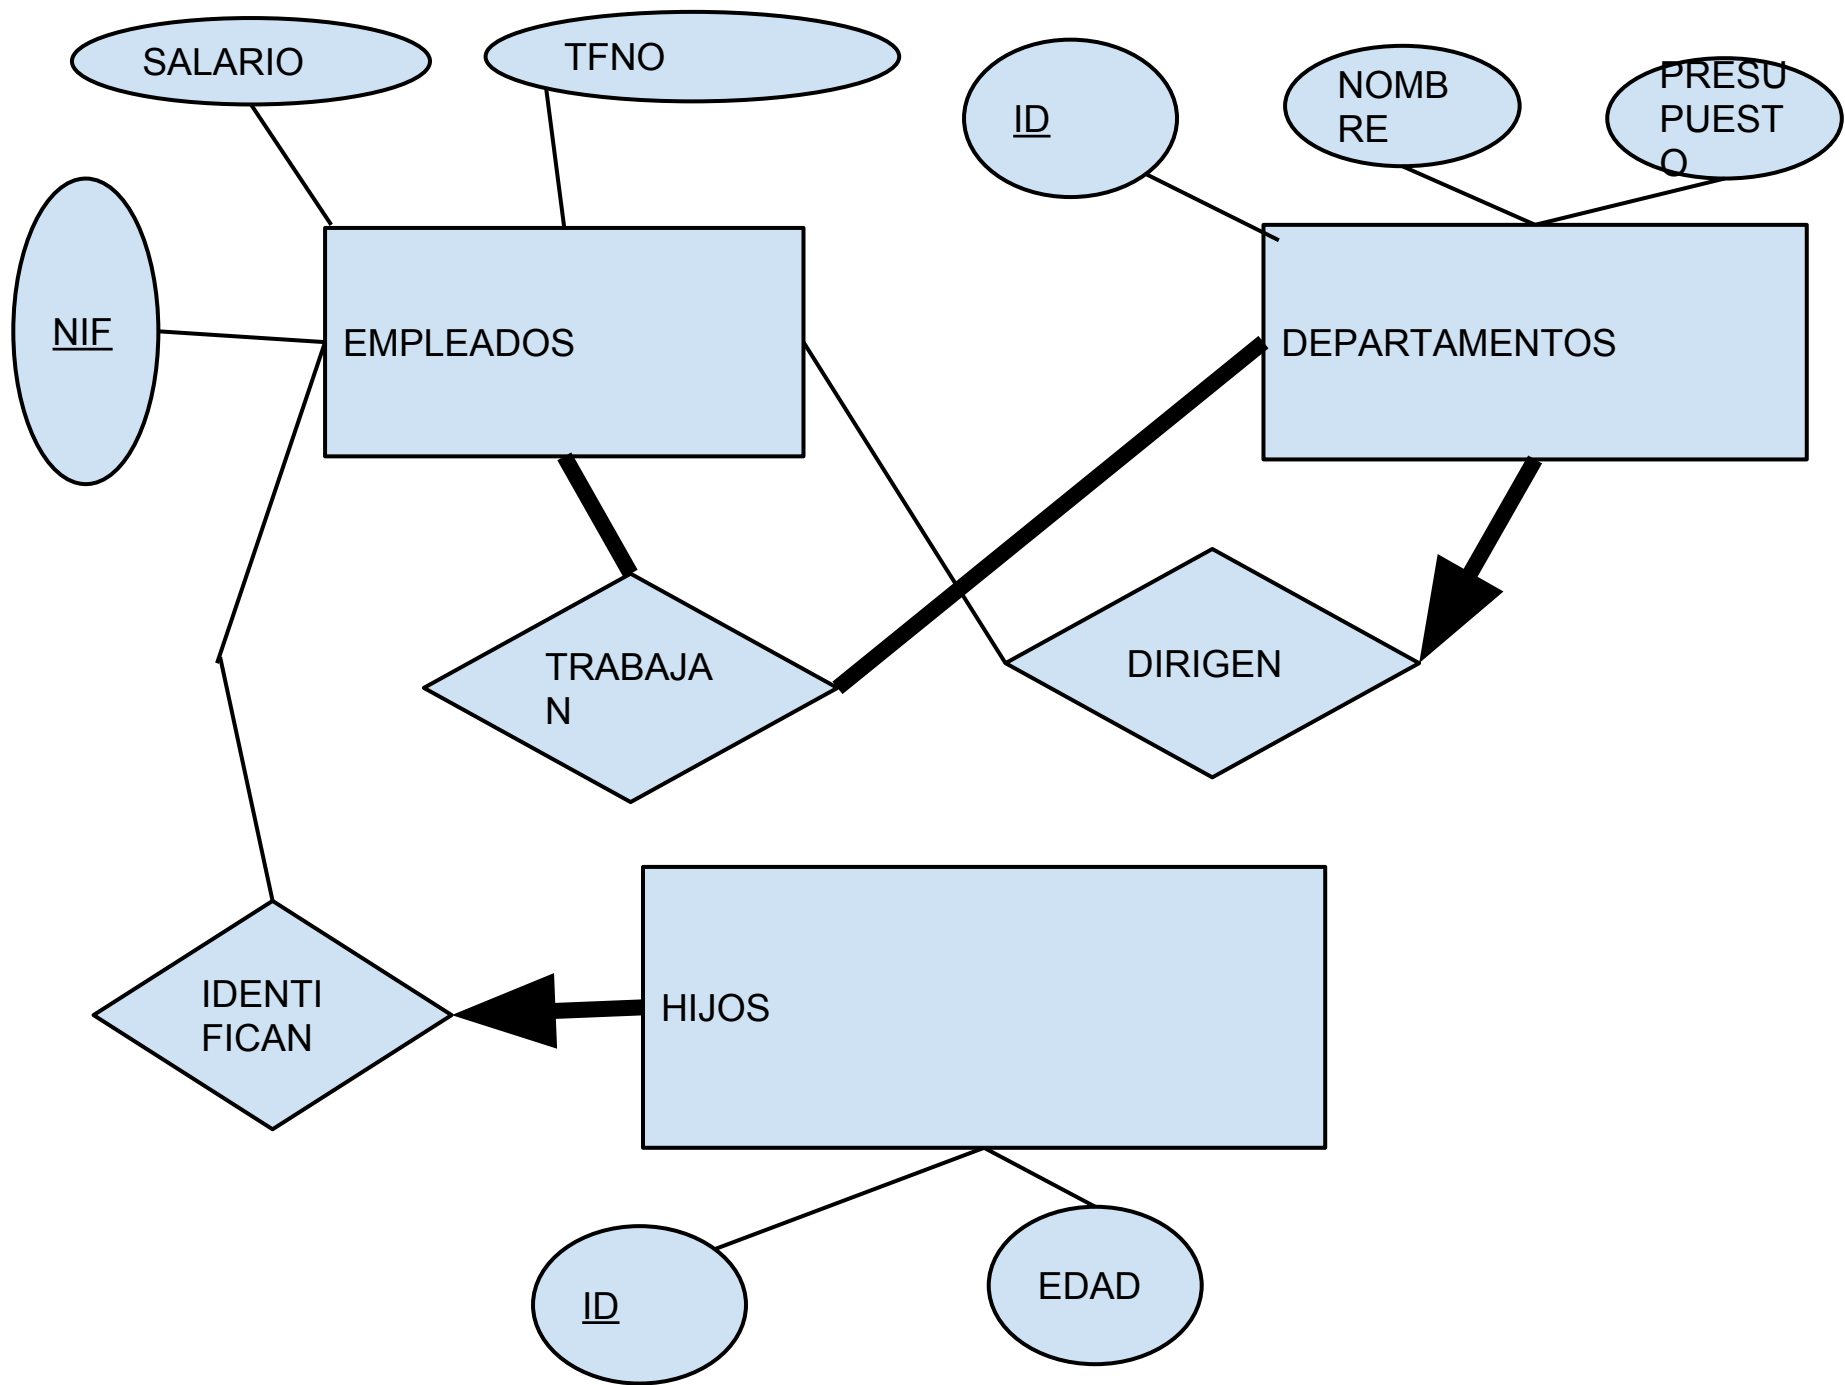 SALARIO
TFNO
ID
NOMB
RE
PRESU
PUEST
O
NIF
EMPLEADOS
DEPARTAMENTOS
TRABAJA
N
DIRIGEN
IDENTI
FICAN
HIJOS
ID
EDAD